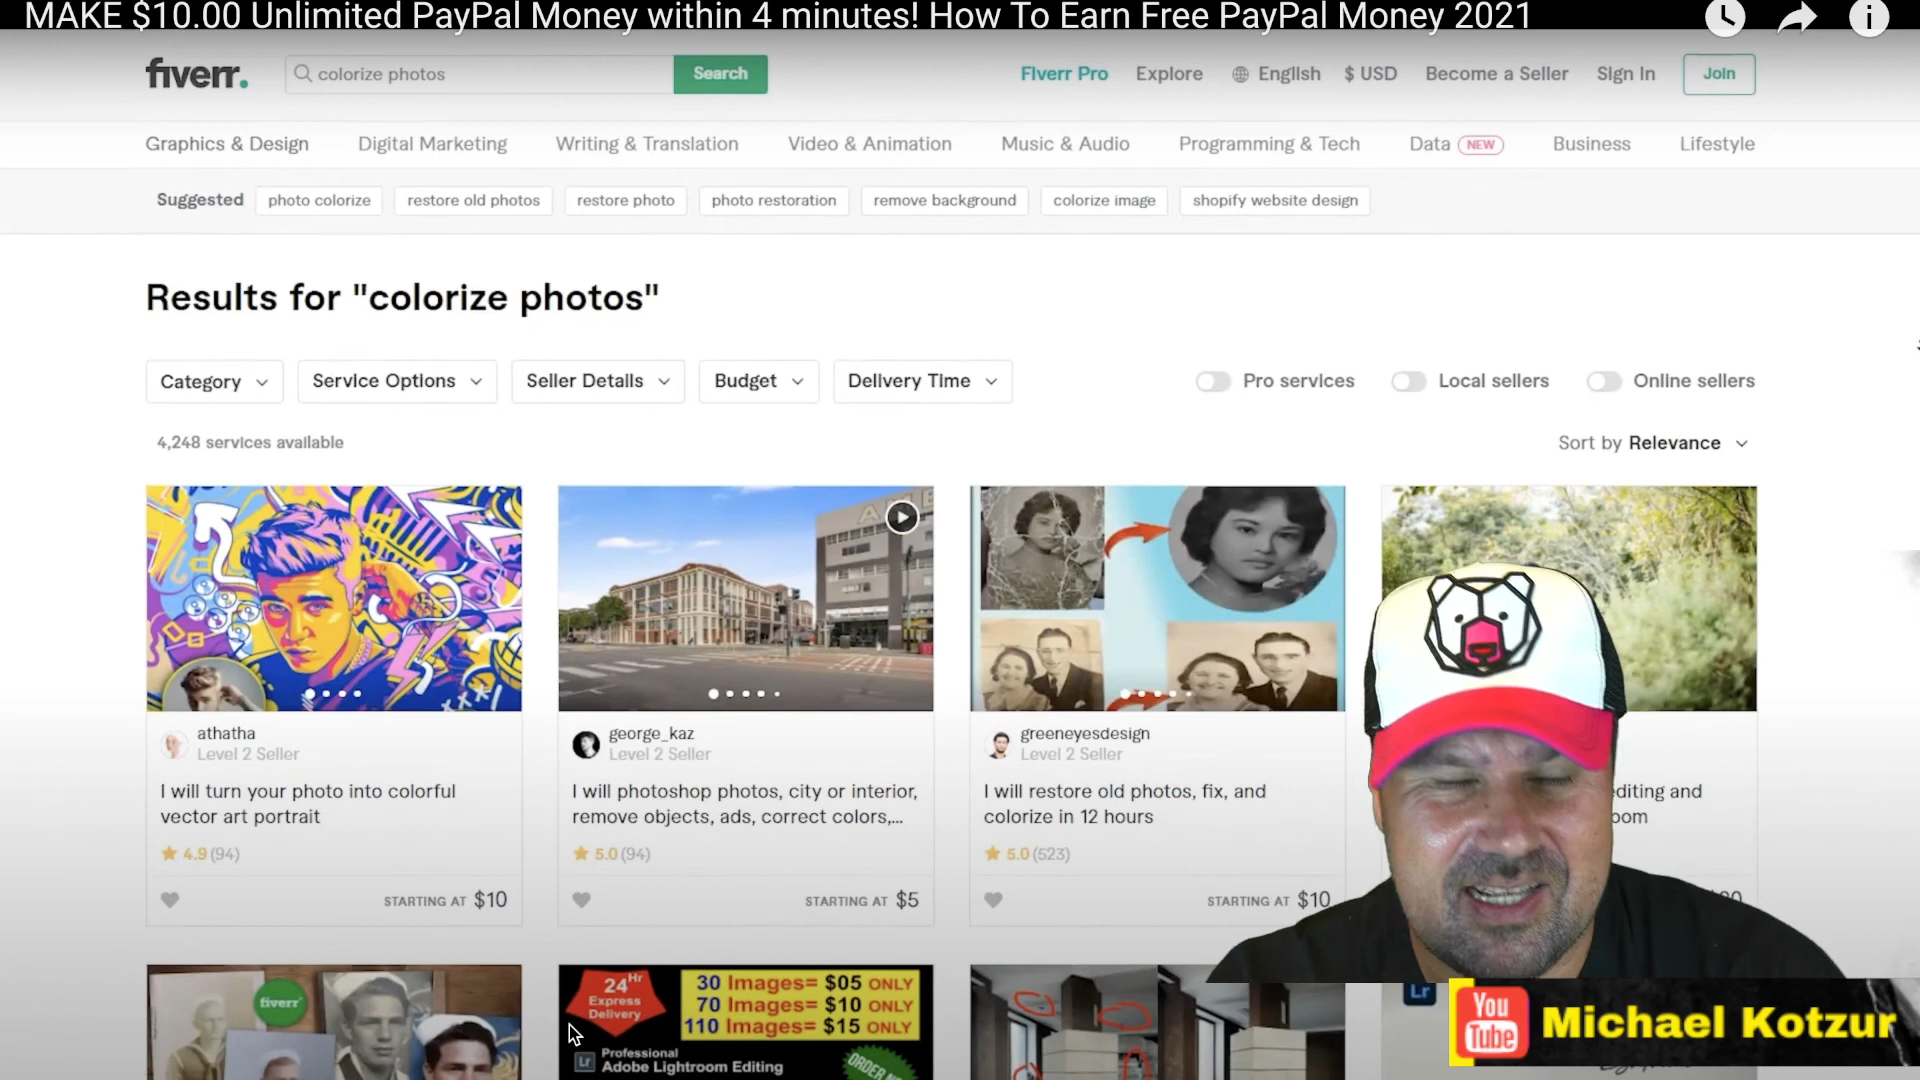 MAKE $10.00 Unlimited PayPal Money within 4 minutes! How To Earn Free PayPal Money 2021
fiverr.
colorize photos
Search
Fiverr Pro
Explore
English
$ USD
Become a Seller
Sign In
Join
Graphics & Design
Digital Marketing
Writing & Translation
Video & Animation
Music & Audio
Programming & Tech
Data NEW
Business
Lifestyle
Suggested
photo colorize
restore old photos
restore photo
photo restoration
remove background
colorize image
shopify website design
Results for "colorize photos"
Category
Service Options
Seller Details
Budget
Delivery Time
Pro services
Local sellers
Online sellers
4,248 services available
Sort by Relevance
athatha
Level 2 Seller
I will turn your photo into colorful
vector art portrait
4.9 (94)
STARTING AT $10
george_kaz
Level 2 Seller
I will photoshop photos, city or interior,
remove objects, ads, correct colors,...
5.0 (94)
STARTING AT $5
greeneyesdesign
Level 2 Seller
I will restore old photos, fix, and
colorize in 12 hours
5.0 (523)
STARTING AT $10
diting and
oom
fiverr
24Hr
Express
Delivery
30 Images= $05 ONLY
70 Images= $10 ONLY
110 Images= $15 ONLY
Lr
Professional
Adobe Lightroom Editing
Lr
You
Tube
Michael Kotzur